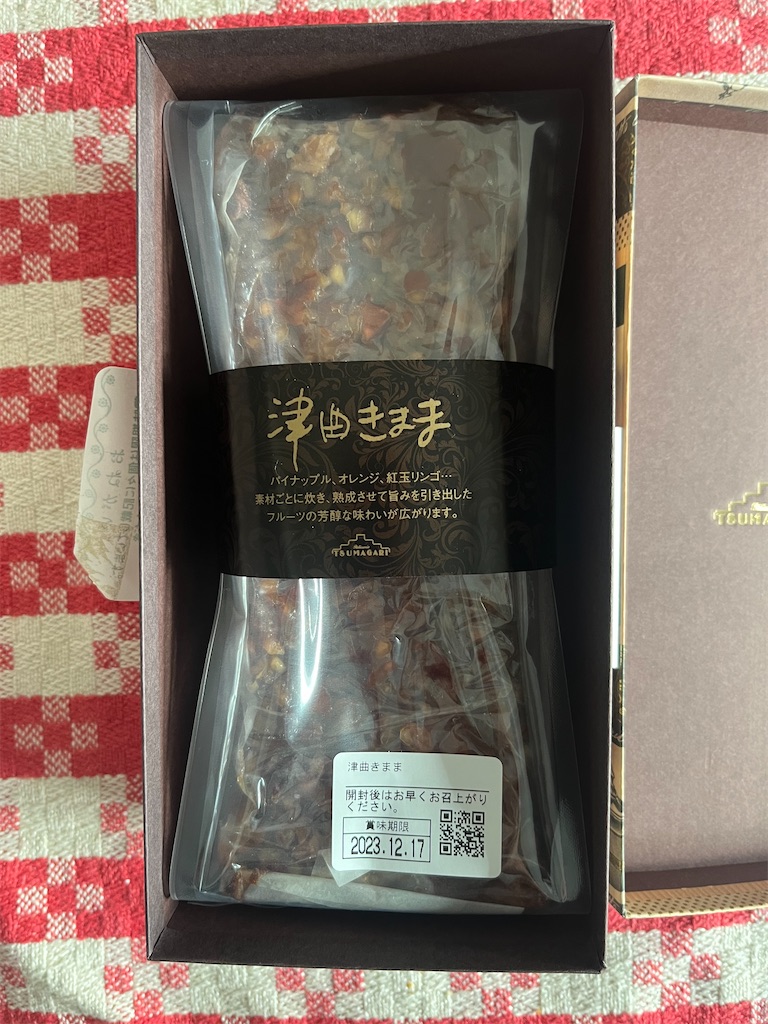 津曲きまま
パイナップル、オレンジ、紅玉リンゴ…
素材ごとに炊き、熟成させて旨みを引き出した
フルーツの芳醇な味わいが広がります。
Pâtisserie
TSUMAGARI
津曲きまま
開封後はお早くお召上がり
ください。
賞味期限
2023.12.17